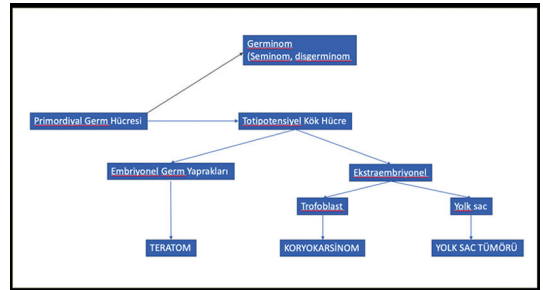 Germinom
(Seminom, disgerminom
Primordiyal Germ Hücresi
Totipotensiyel Kök Hücre
Embriyonel Germ Yaprakları
Ekstraembriyonel
Trofoblast
Yolk sac
TERATOM
KORYOKARSİNOM
YOLK SAC TÜMÖRÜ